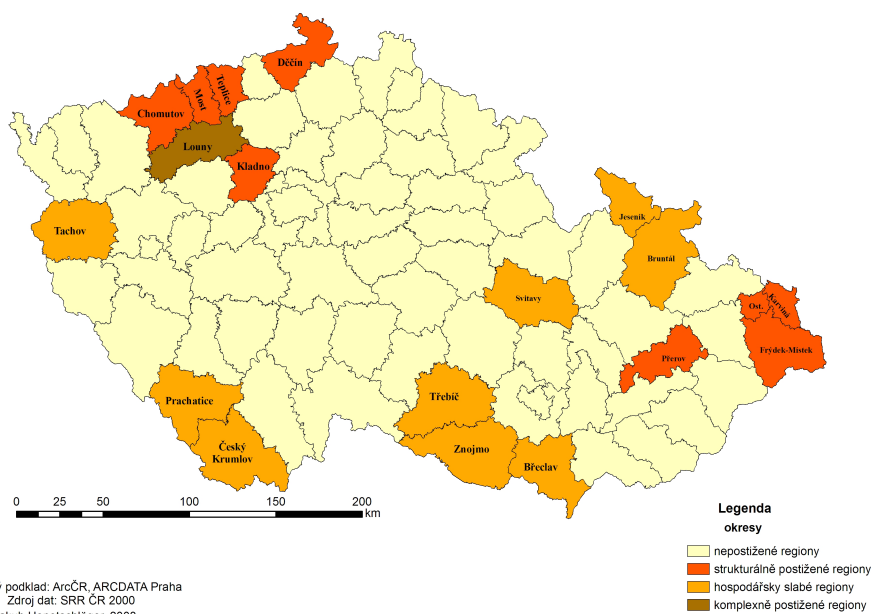 Děčín
Teplice
Most
Chomutov
Louny
Kladno
Tachov
Jeseník
Bruntál
Svitavy
Karviná
Ost.
Frýdek-Místek
Přerov
Prachatice
Třebíč
Český
Krumlov
Znojmo
Břeclav
0 25 50 100 150 200
km
Legenda
okresy
nepostižené regiony
strukturálně postižené regiony
hospodářsky slabé regiony
komplexně postižené regiony
podklad: ArcČR, ARCDATA Praha
Zdroj dat: SRR ČR 2000